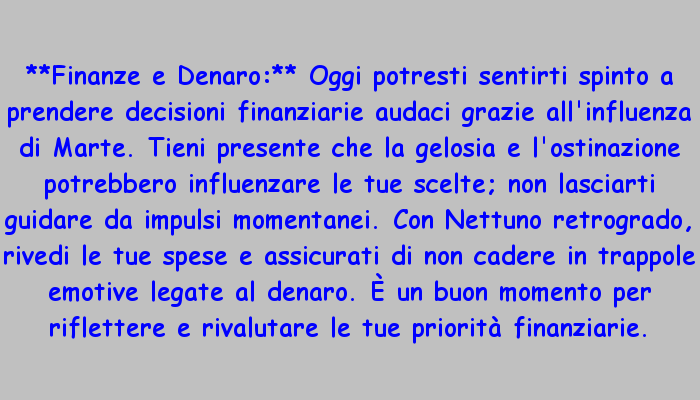 **Finanze e Denaro:** Oggi potresti sentirti spinto a
prendere decisioni finanziarie audaci grazie all'influenza
di Marte. Tieni presente che la gelosia e l'ostinazione
potrebbero influenzare le tue scelte; non lasciarti
guidare da impulsi momentanei. Con Nettuno retrogrado,
rivedi le tue spese e assicurati di non cadere in trappole
emotive legate al denaro. È un buon momento per
riflettere e rivalutare le tue priorità finanziarie.